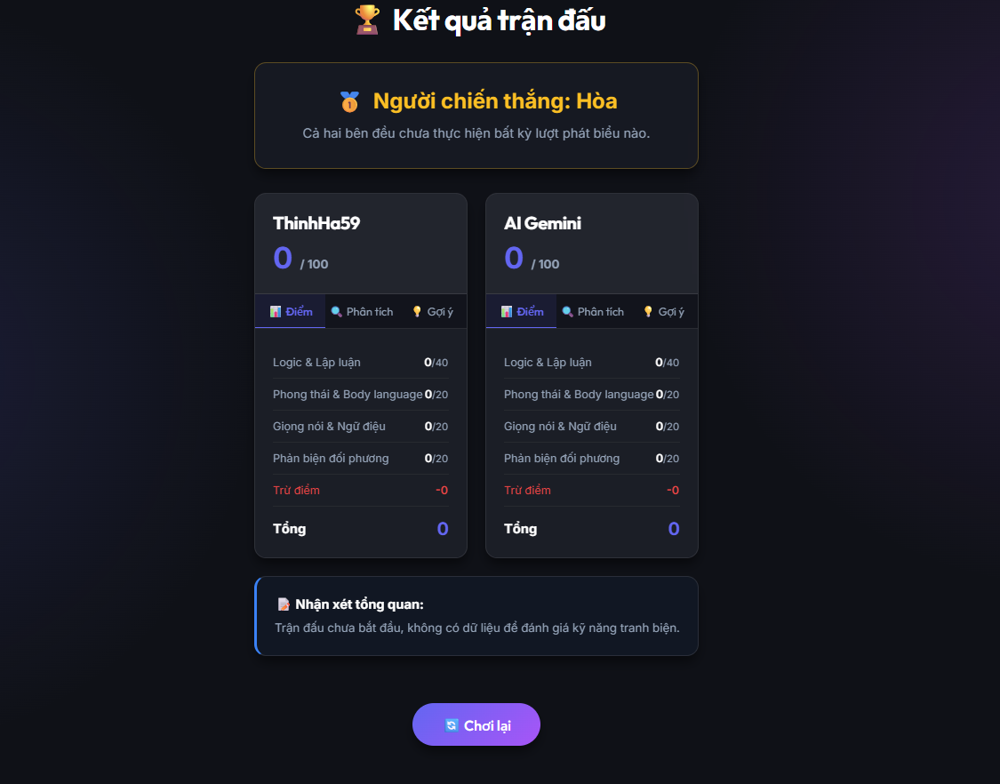 🏆 Kết quả trận đấu
🥇 Người chiến thắng: Hòa
Cả hai bên đều chưa thực hiện bất kỳ lượt phát biểu nào.
ThinhHa59
0 / 100
📊 Điểm 🔍 Phân tích 💡 Gợi ý
Logic & Lập luận 0/40
Phong thái & Body language 0/20
Giọng nói & Ngữ điệu 0/20
Phản biện đối phương 0/20
Trừ điểm -0
Tổng 0
AI Gemini
0 / 100
📊 Điểm 🔍 Phân tích 💡 Gợi ý
Logic & Lập luận 0/40
Phong thái & Body language 0/20
Giọng nói & Ngữ điệu 0/20
Phản biện đối phương 0/20
Trừ điểm -0
Tổng 0
📝 Nhận xét tổng quan:
Trận đấu chưa bắt đầu, không có dữ liệu để đánh giá kỹ năng tranh biện.
🔄 Chơi lại